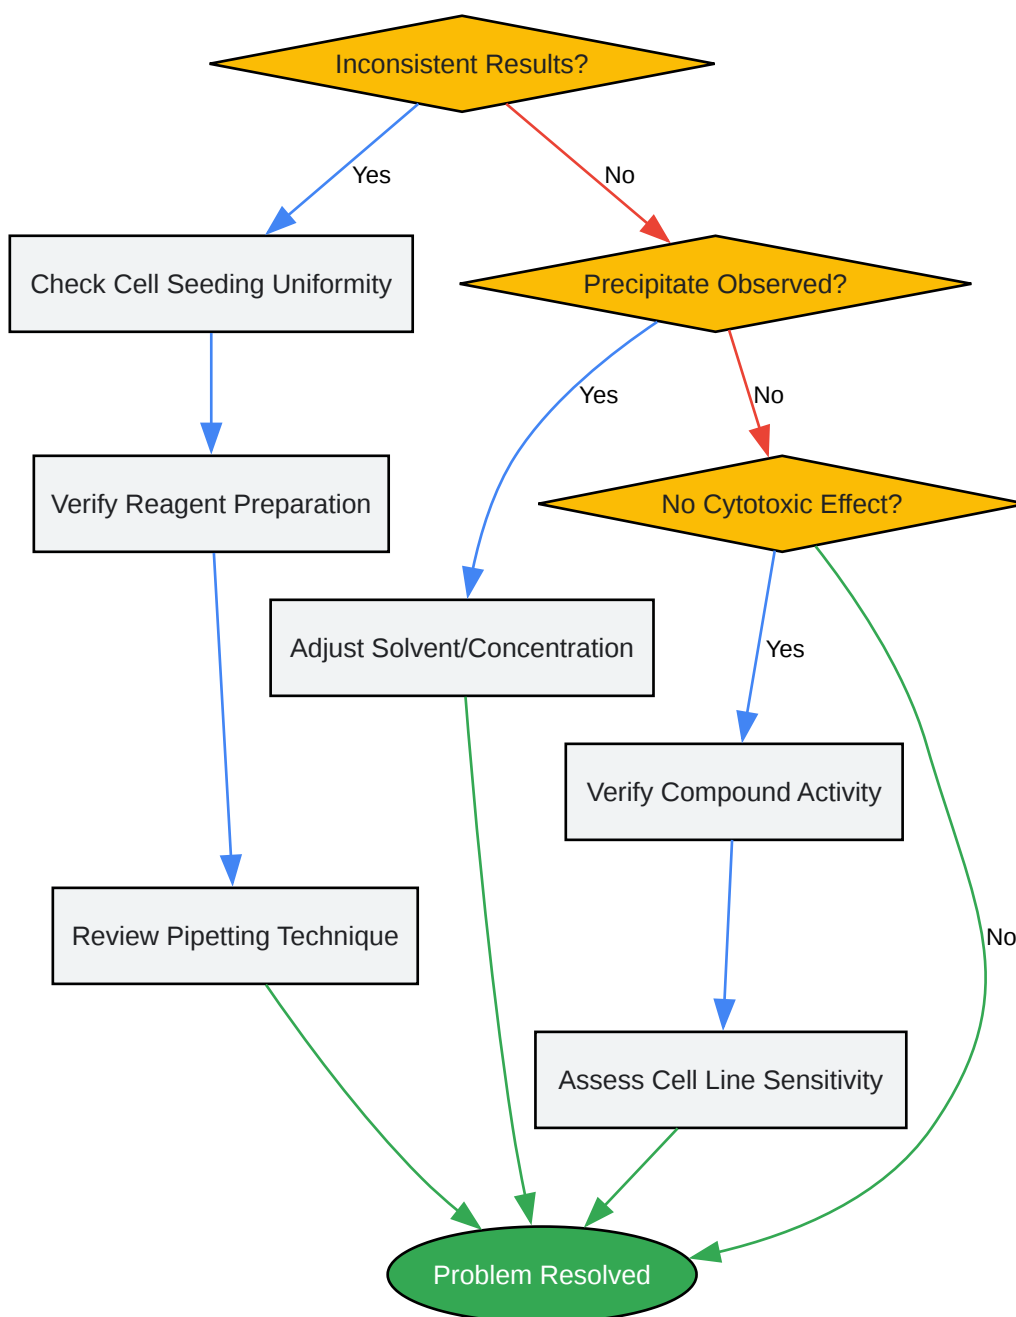 Inconsistent Results?
Yes
No
Check Cell Seeding Uniformity
Precipitate Observed?
Yes
No
Verify Reagent Preparation
No Cytotoxic Effect?
Adjust Solvent/Concentration
Yes
Verify Compound Activity
Review Pipetting Technique
No
Assess Cell Line Sensitivity
Problem Resolved